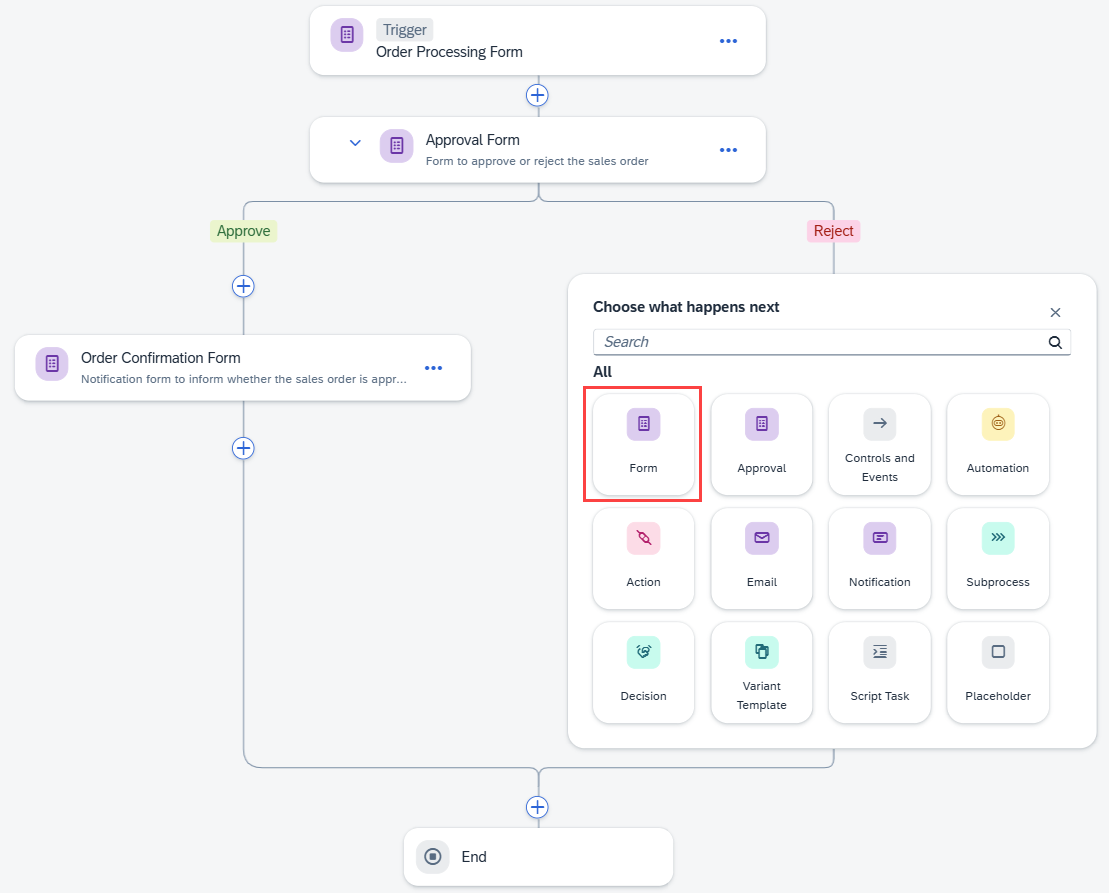 Trigger
Order Processing Form
Approval Form
Form to approve or reject the sales order
Approve
Reject
Order Confirmation Form
Notification form to inform whether the sales order is appr...
Choose what happens next
Search
All
Form
Approval
Controls and
Events
Automation
Action
Email
Notification
Subprocess
Decision
Variant
Template
Script Task
Placeholder
End